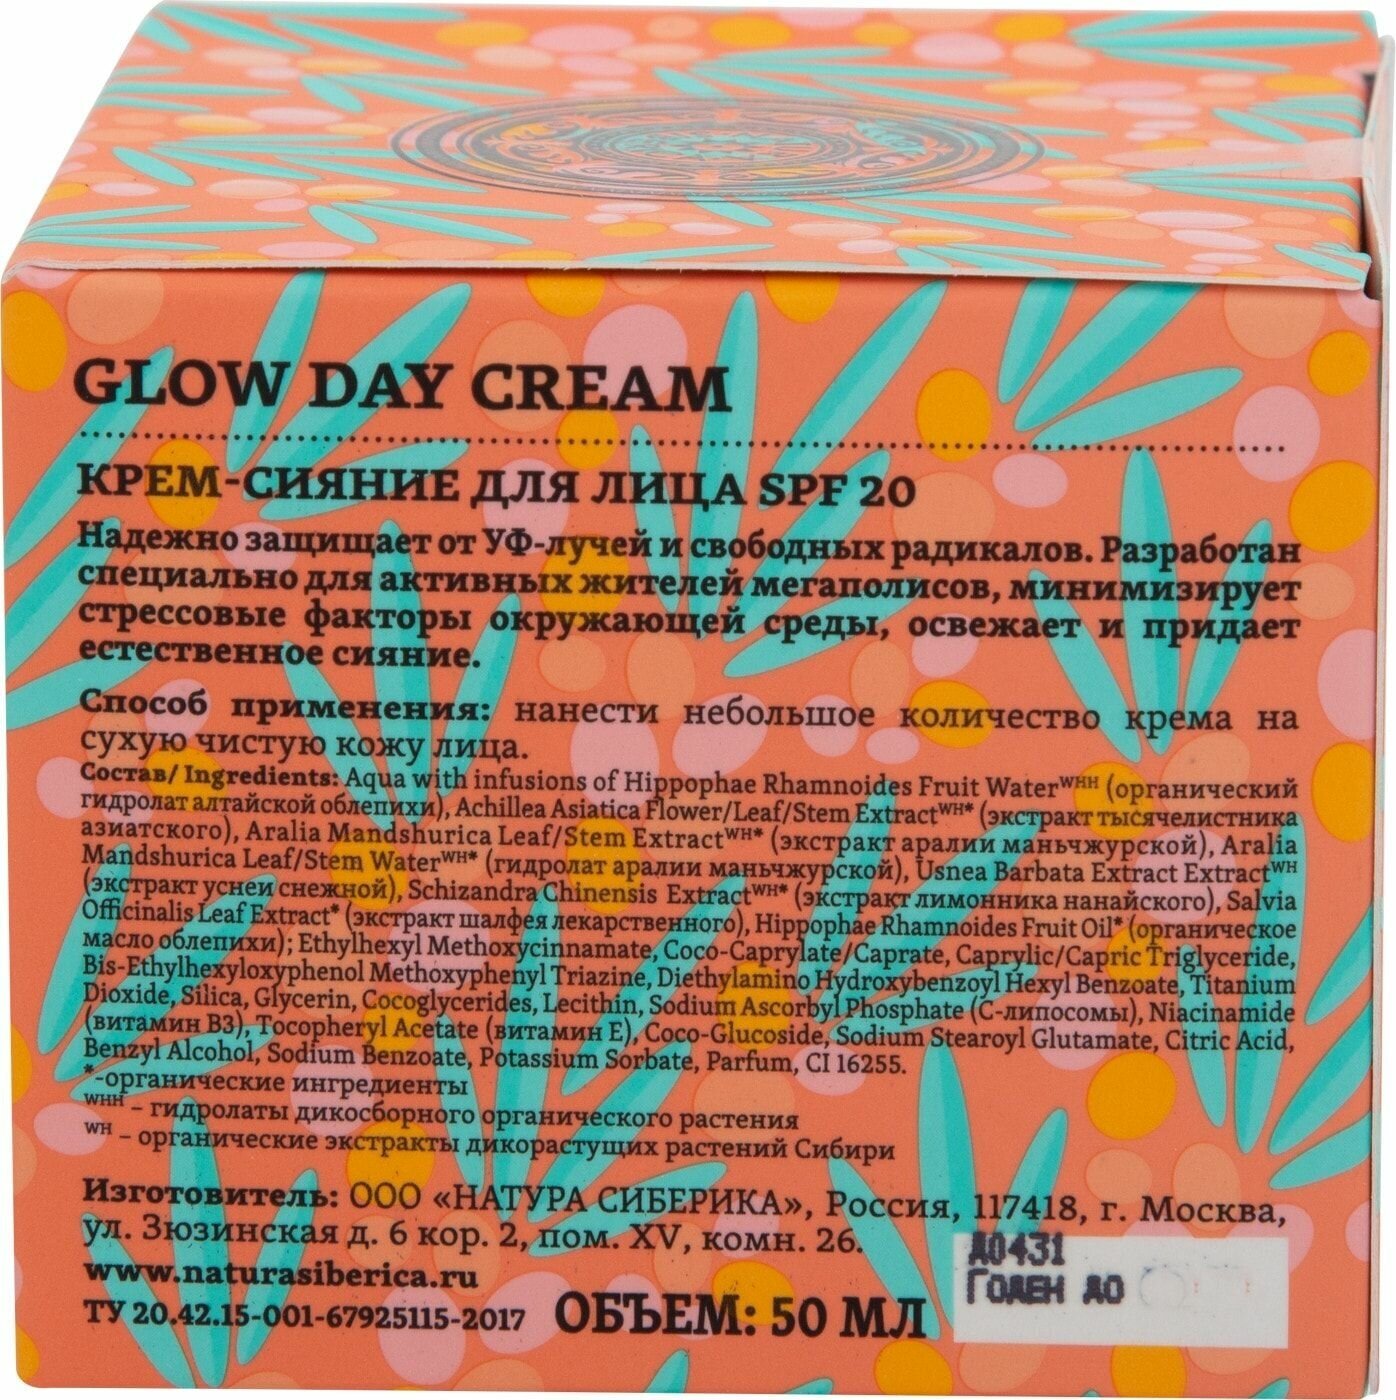 GLOW DAY CREAM
КРЕМ-СИЯНИЕ ДЛЯ ЛИЦА SPF 20
Надежно защищает от УФ-лучей и свободных радикалов. Разработан
специально для активных жителей мегаполисов, минимизирует
стрессовые факторы окружающей среды, освежает и придает
естественное сияние.
Способ применения: нанести небольшое количество крема на
сухую чистую кожу лица.
Состав/ Ingredients: Aqua with infusions of Hippophae Rhamnoides Fruit Waterᵂᴴᴴ (органический
гидролат алтайской облепихи), Achillea Asiatica Flower/Leaf/Stem Extractᵂᴴ* (экстракт тысячелистника
азиатского), Aralia Mandshurica Leaf/Stem Extractᵂᴴ* (экстракт аралии маньчжурской), Aralia
Mandshurica Leaf/Stem Waterᵂᴴ* (гидролат аралии маньчжурской), Usnea Barbata Extract Extractᵂᴴ
(экстракт уснеи снежной), Schizandra Chinensis Extractᵂᴴ* (экстракт лимонника нанайского), Salvia
Officinalis Leaf Extract* (экстракт шалфея лекарственного), Hippophae Rhamnoides Fruit Oil* (органическое
масло облепихи); Ethylhexyl Methoxycinnamate, Coco-Caprylate/Caprate, Caprylic/Capric Triglyceride,
Bis-Ethylhexyloxyphenol Methoxyphenyl Triazine, Diethylamino Hydroxybenzoyl Hexyl Benzoate, Titanium
Dioxide, Silica, Glycerin, Cocoglycerides, Lecithin, Sodium Ascorbyl Phosphate (С-липосомы), Niacinamide
(витамин B3), Tocopheryl Acetate (витамин E), Coco-Glucoside, Sodium Stearoyl Glutamate, Citric Acid,
Benzyl Alcohol, Sodium Benzoate, Potassium Sorbate, Parfum, CI 16255.
*-органические ингредиенты
ᵂᴴᴴ – гидролаты дикосборного органического растения
ᵂᴴ – органические экстракты дикорастущих растений Сибири
Изготовитель: ООО «НАТУРА СИБЕРИКА», Россия, 117418, г. Москва,
ул. Зюзинская д. 6 кор. 2, пом. XV, комн. 26.
www.naturasiberica.ru
ТУ 20.42.15-001-67925115-2017
ОБЪЕМ: 50 МЛ
Д0431
ГОДЕН ДО